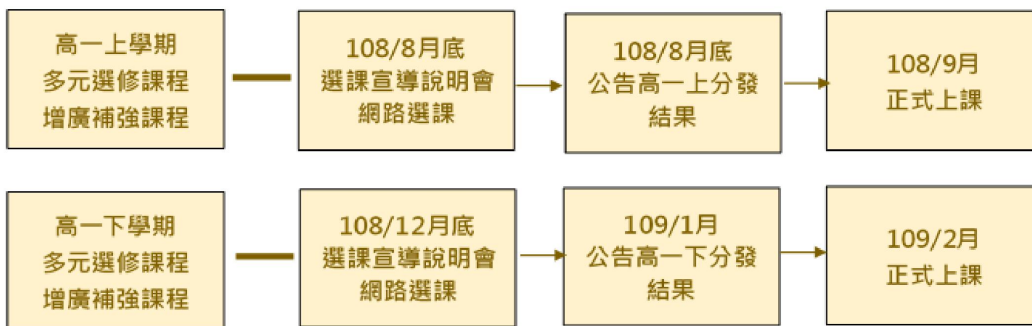 高一上學期
多元選修課程
增廣補強課程
108/8月底
選課宣導說明會
網路選課
108/8月底
公告高一上分發
結果
108/9月
正式上課
高一下學期
多元選修課程
增廣補強課程
108/12月底
選課宣導說明會
網路選課
109/1月
公告高一下分發
結果
109/2月
正式上課